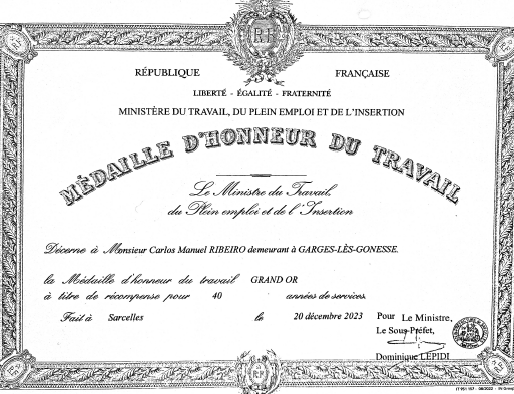 RF
RÉPUBLIQUE FRANÇAISE
LIBERTÉ - ÉGALITÉ - FRATERNITÉ
MINISTÈRE DU TRAVAIL, DU PLEIN EMPLOI ET DE L'INSERTION
MÉDAILLE D'HONNEUR DU TRAVAIL
Le Ministre du Travail,
du Plein emploi et de l'Insertion
Décerne à Monsieur Carlos Manuel RIBEIRO demeurant à GARGES-LÈS-GONESSE.
la Médaille d'honneur du travail GRAND OR
à titre de récompense pour 40 années de services.
Fait à Sarcelles le 20 décembre 2023
Pour Le Ministre,
Le Sous-Préfet,
Dominique LEPIDI
RF